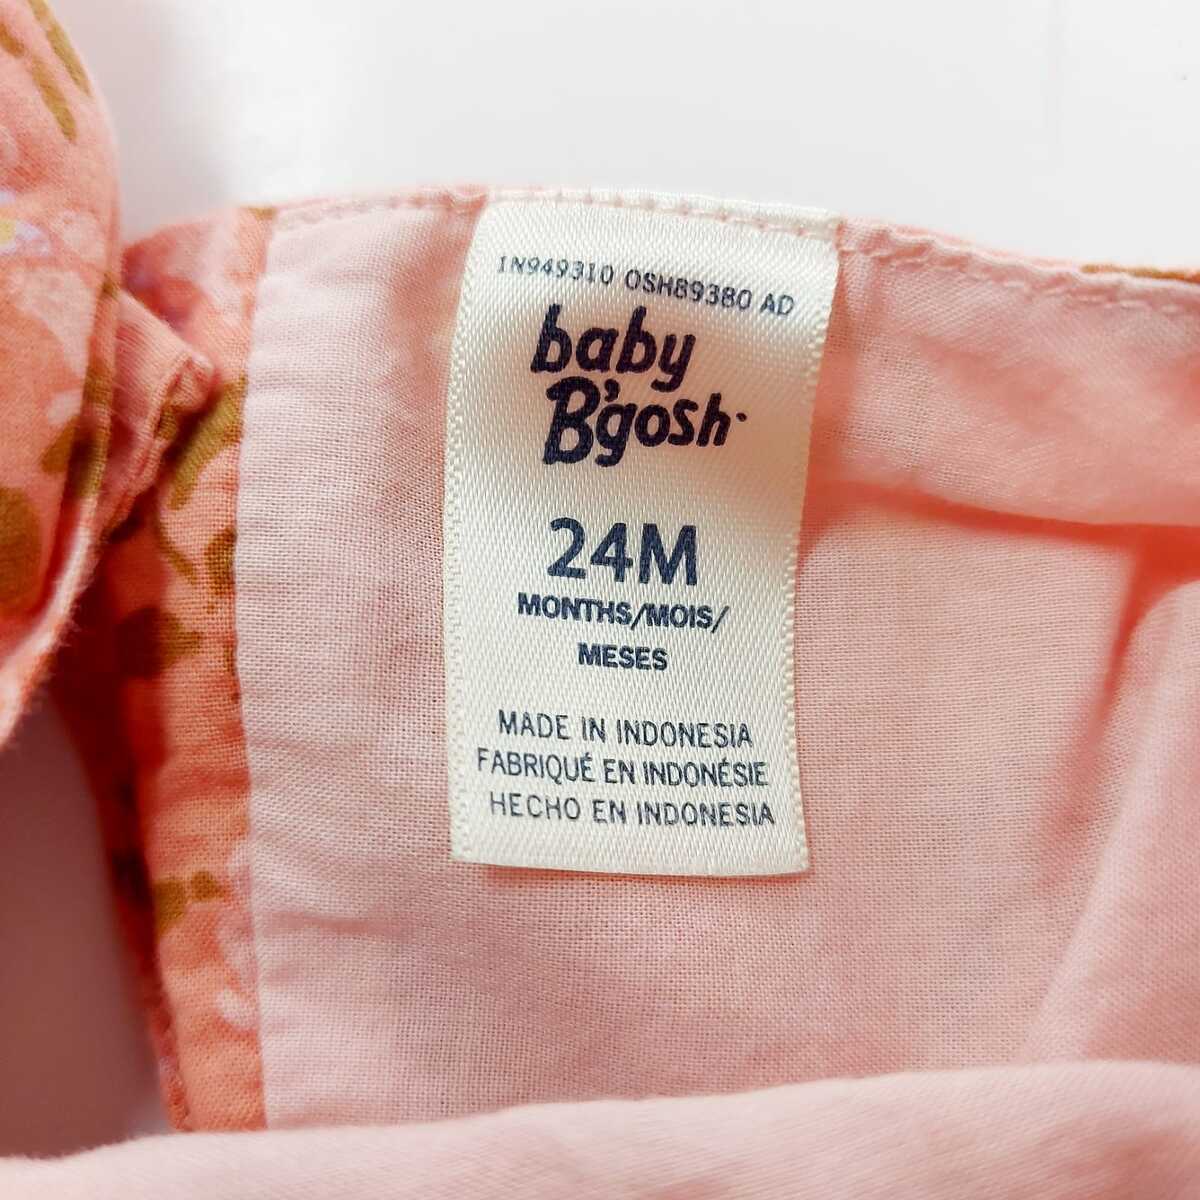 1N949310 OSH89380 AD
baby
B'gosh
24M
MONTHS/MOIS/
MESES
MADE IN INDONESIA
FABRIQUÉ EN INDONÉSIE
HECHO EN INDONESIA